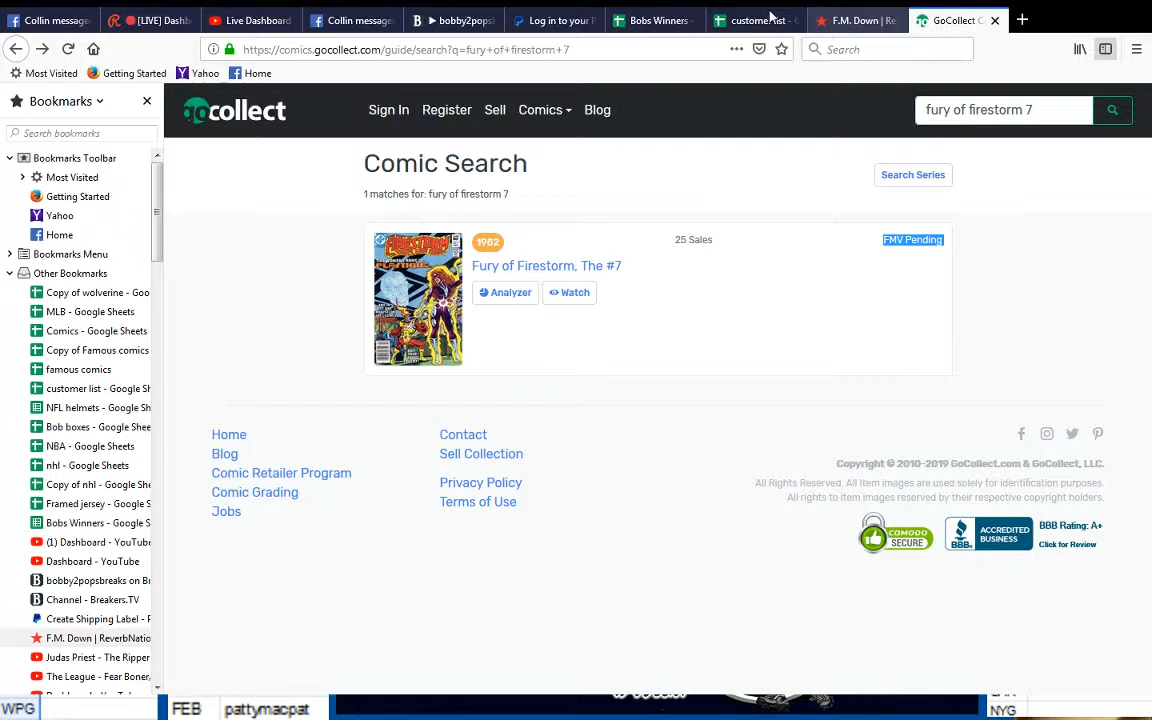 Collin message
[LIVE] Dashb
Live Dashboard
Collin message
bobby2pops
Log in to your P
Bobs Winners -
custome list - G
F.M. Down | Re
GoCollect C
https://comics.gocollect.com/guide/search?q=fury+of+firestorm+7
Search
Most Visited
Getting Started
Yahoo
Home
Bookmarks
Search bookmarks
Bookmarks Toolbar
Most Visited
Getting Started
Yahoo
Home
Bookmarks Menu
Other Bookmarks
Copy of wolverine - Goo
MLB - Google Sheets
Comics - Google Sheets
Copy of Famous comics
famous comics
customer list - Google Sh
NFL helmets - Google Sh
Bob boxes - Google Shee
NBA - Google Sheets
nhl - Google Sheets
Copy of nhl - Google She
Framed jersey - Google S
Bobs Winners - Google S
(1) Dashboard - YouTube
Dashboard - YouTube
bobby2popsbreaks on Br
Channel - Breakers.TV
Create Shipping Label - P
F.M. Down | ReverbNatio
Judas Priest - The Ripper
The League - Fear Boner,
gocollect
Sign In
Register
Sell
Comics
Blog
fury of firestorm 7
Comic Search
1 matches for: fury of firestorm 7
Search Series
FIRESTORM
PLASTIQUE
1982
25 Sales
FMV Pending
Fury of Firestorm, The #7
Analyzer
Watch
Home
Blog
Comic Retailer Program
Comic Grading
Jobs
Contact
Sell Collection
Privacy Policy
Terms of Use
Copyright © 2010-2019 GoCollect.com & GoCollect, LLC.
All Rights Reserved. All Item images are used solely for identification purposes.
All rights to item images reserved by their respective copyright holders.
COMODO
SECURE
BBB
ACCREDITED
BUSINESS
BBB Rating: A+
Click for Review
WPG
FEB
pattymacpat
NYG